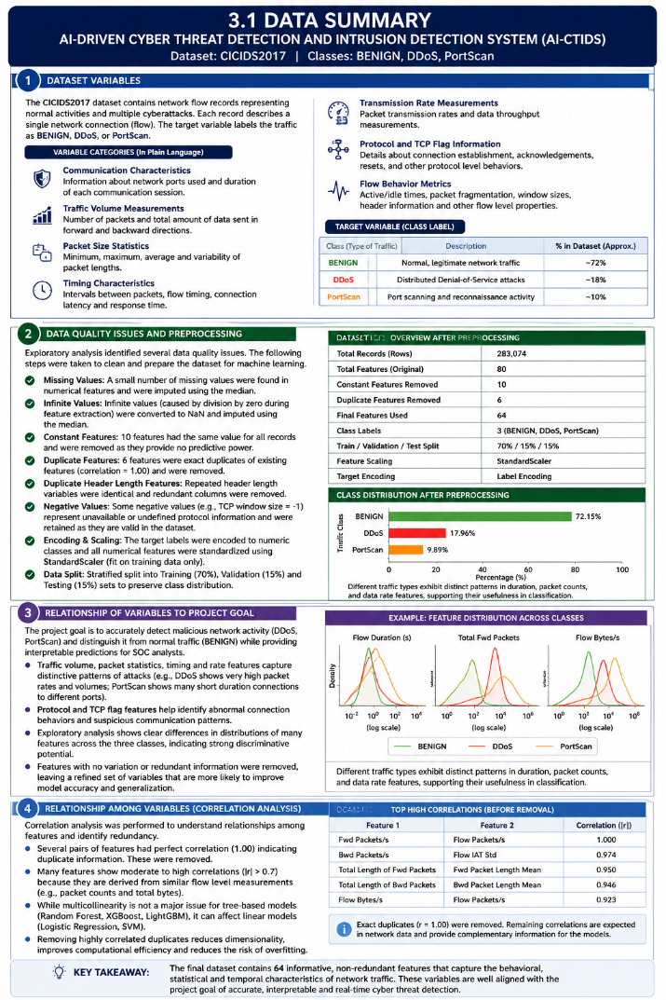 3.1 DATA SUMMARY
AI-DRIVEN CYBER THREAT DETECTION AND INTRUSION DETECTION SYSTEM (AI-CTIDS)
Dataset: CICIDS2017 | Classes: BENIGN, DDoS, PortScan
1 DATASET VARIABLES
The CICIDS2017 dataset contains network flow records representing
normal activities and multiple cyberattacks. Each record describes a
single network connection (flow). The target variable labels the traffic
as BENIGN, DDoS, or PortScan.
VARIABLE CATEGORIES (In Plain Language)
Communication Characteristics
Information about network ports used and duration
of each communication session.
Traffic Volume Measurements
Number of packets and total amount of data sent in
forward and backward directions.
Packet Size Statistics
Minimum, maximum, average and variability of
packet lengths.
Timing Characteristics
Intervals between packets, flow timing, connection
latency and response time.
Transmission Rate Measurements
Packet transmission rates and data throughput
measurements.
Protocol and TCP Flag Information
Details about connection establishment, acknowledgements,
resets, and other protocol level behaviors.
Flow Behavior Metrics
Active/idle times, packet fragmentation, window sizes,
header information and other flow level properties.
TARGET VARIABLE (CLASS LABEL)
Class (Type of Traffic) Description % in Dataset (Approx.)
BENIGN Normal, legitimate network traffic ~72%
DDoS Distributed Denial-of-Service attacks ~18%
PortScan Port scanning and reconnaissance activity ~10%
2 DATA QUALITY ISSUES AND PREPROCESSING
Exploratory analysis identified several data quality issues. The following
steps were taken to clean and prepare the dataset for machine learning.
Missing Values: A small number of missing values were found in
numerical features and were imputed using the median.
Infinite Values: Infinite values (caused by division by zero during
feature extraction) were converted to NaN and imputed using
the median.
Constant Features: 10 features had the same value for all records
and were removed as they provide no predictive power.
Duplicate Features: 6 features were exact duplicates of existing
features (correlation = 1.00) and were removed.
Duplicate Header Length Features: Repeated header length
variables were identical and redundant columns were removed.
Negative Values: Some negative values (e.g., TCP window size = -1)
represent unavailable or undefined protocol information and were
retained as they are valid in the dataset.
Encoding & Scaling: The target labels were encoded to numeric
classes and all numerical features were standardized using
StandardScaler (fit on training data only).
Data Split: Stratified split into Training (70%), Validation (15%) and
Testing (15%) sets to preserve class distribution.
OVERVIEW AFTER PREPROCESSING
Total Records (Rows) 283,074
Total Features (Original) 80
Constant Features Removed 10
Duplicate Features Removed 6
Final Features Used 64
Class Labels 3 (BENIGN, DDoS, PortScan)
Train / Validation / Test Split 70% / 15% / 15%
Feature Scaling StandardScaler
Target Encoding Label Encoding
CLASS DISTRIBUTION AFTER PREPROCESSING
Traffic Class
BENIGN 72.15%
DDoS 17.96%
PortScan 9.89%
0 20 40 60 80 100
Percentage (%)
Different traffic types exhibit distinct patterns in duration, packet counts,
and data rate features, supporting their usefulness in classification.
3 RELATIONSHIP OF VARIABLES TO PROJECT GOAL
The project goal is to accurately detect malicious network activity (DDoS,
PortScan) and distinguish it from normal traffic (BENIGN) while providing
interpretable predictions for SOC analysts.
Traffic volume, packet statistics, timing and rate features capture
distinctive patterns of attacks (e.g., DDoS shows very high packet
rates and volumes; PortScan shows many short duration connections
to different ports).
Protocol and TCP flag features help identify abnormal connection
behaviors and suspicious communication patterns.
Exploratory analysis shows clear differences in distributions of many
features across the three classes, indicating strong discriminative
potential.
Features with no variation or redundant information were removed,
leaving a refined set of variables that are more likely to improve
model accuracy and generalization.
EXAMPLE: FEATURE DISTRIBUTION ACROSS CLASSES
Flow Duration (s) Total Fwd Packets Flow Bytes/s
Density
10⁻² 10⁰ 10² 10⁶ 10⁰ 10² 10⁴ 10⁶ 10⁰ 10² 10⁴ 10⁶
(log scale) (log scale) (log scale)
BENIGN DDoS PortScan
Different traffic types exhibit distinct patterns in duration, packet counts,
and data rate features, supporting their usefulness in classification.
4 RELATIONSHIP AMONG VARIABLES (CORRELATION ANALYSIS)
Correlation analysis was performed to understand relationships among
features and identify redundancy.
Several pairs of features had perfect correlation (1.00) indicating
duplicate information. These were removed.
Many features show moderate to high correlations (|r| > 0.7)
because they are derived from similar flow level measurements
(e.g., packet counts and total bytes).
While multicollinearity is not a major issue for tree-based models
(Random Forest, XGBoost, LightGBM), it can affect linear models
(Logistic Regression, SVM).
Removing highly correlated duplicates reduces dimensionality,
improves computational efficiency and reduces the risk of overfitting.
TOP HIGH CORRELATIONS (BEFORE REMOVAL)
Feature 1 Feature 2 Correlation (|r|)
Fwd Packets/s Flow Packets/s 1.000
Bwd Packets/s Flow IAT Std 0.974
Total Length of Fwd Packets Fwd Packet Length Mean 0.950
Total Length of Bwd Packets Bwd Packet Length Mean 0.946
Flow Bytes/s Flow Packets/s 0.923
Exact duplicates (r = 1.00) were removed. Remaining correlations are expected
in network data and provide complementary information for the models.
KEY TAKEAWAY:
The final dataset contains 64 informative, non-redundant features that capture the behavioral,
statistical and temporal characteristics of network traffic. These variables are well aligned with the
project goal of accurate, interpretable and real-time cyber threat detection.